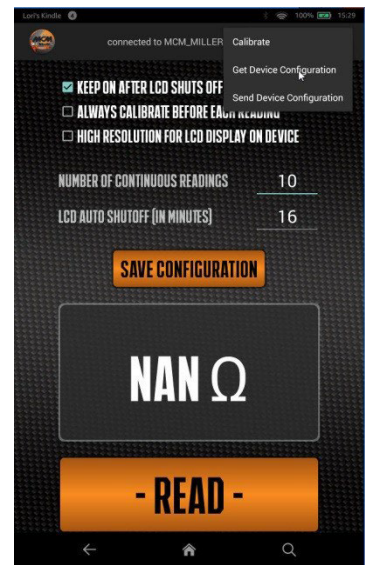 Lori's Kindle 100% 15:29
MCM
connected to MCM_MILLER
Calibrate
Get Device Configuration
Send Device Configuration
KEEP ON AFTER LCD SHUTS OFF
ALWAYS CALIBRATE BEFORE EACH READING
HIGH RESOLUTION FOR LCD DISPLAY ON DEVICE
NUMBER OF CONTINUOUS READINGS 10
LCD AUTO SHUTOFF (IN MINUTES) 16
SAVE CONFIGURATION
NAN Ω
- READ -